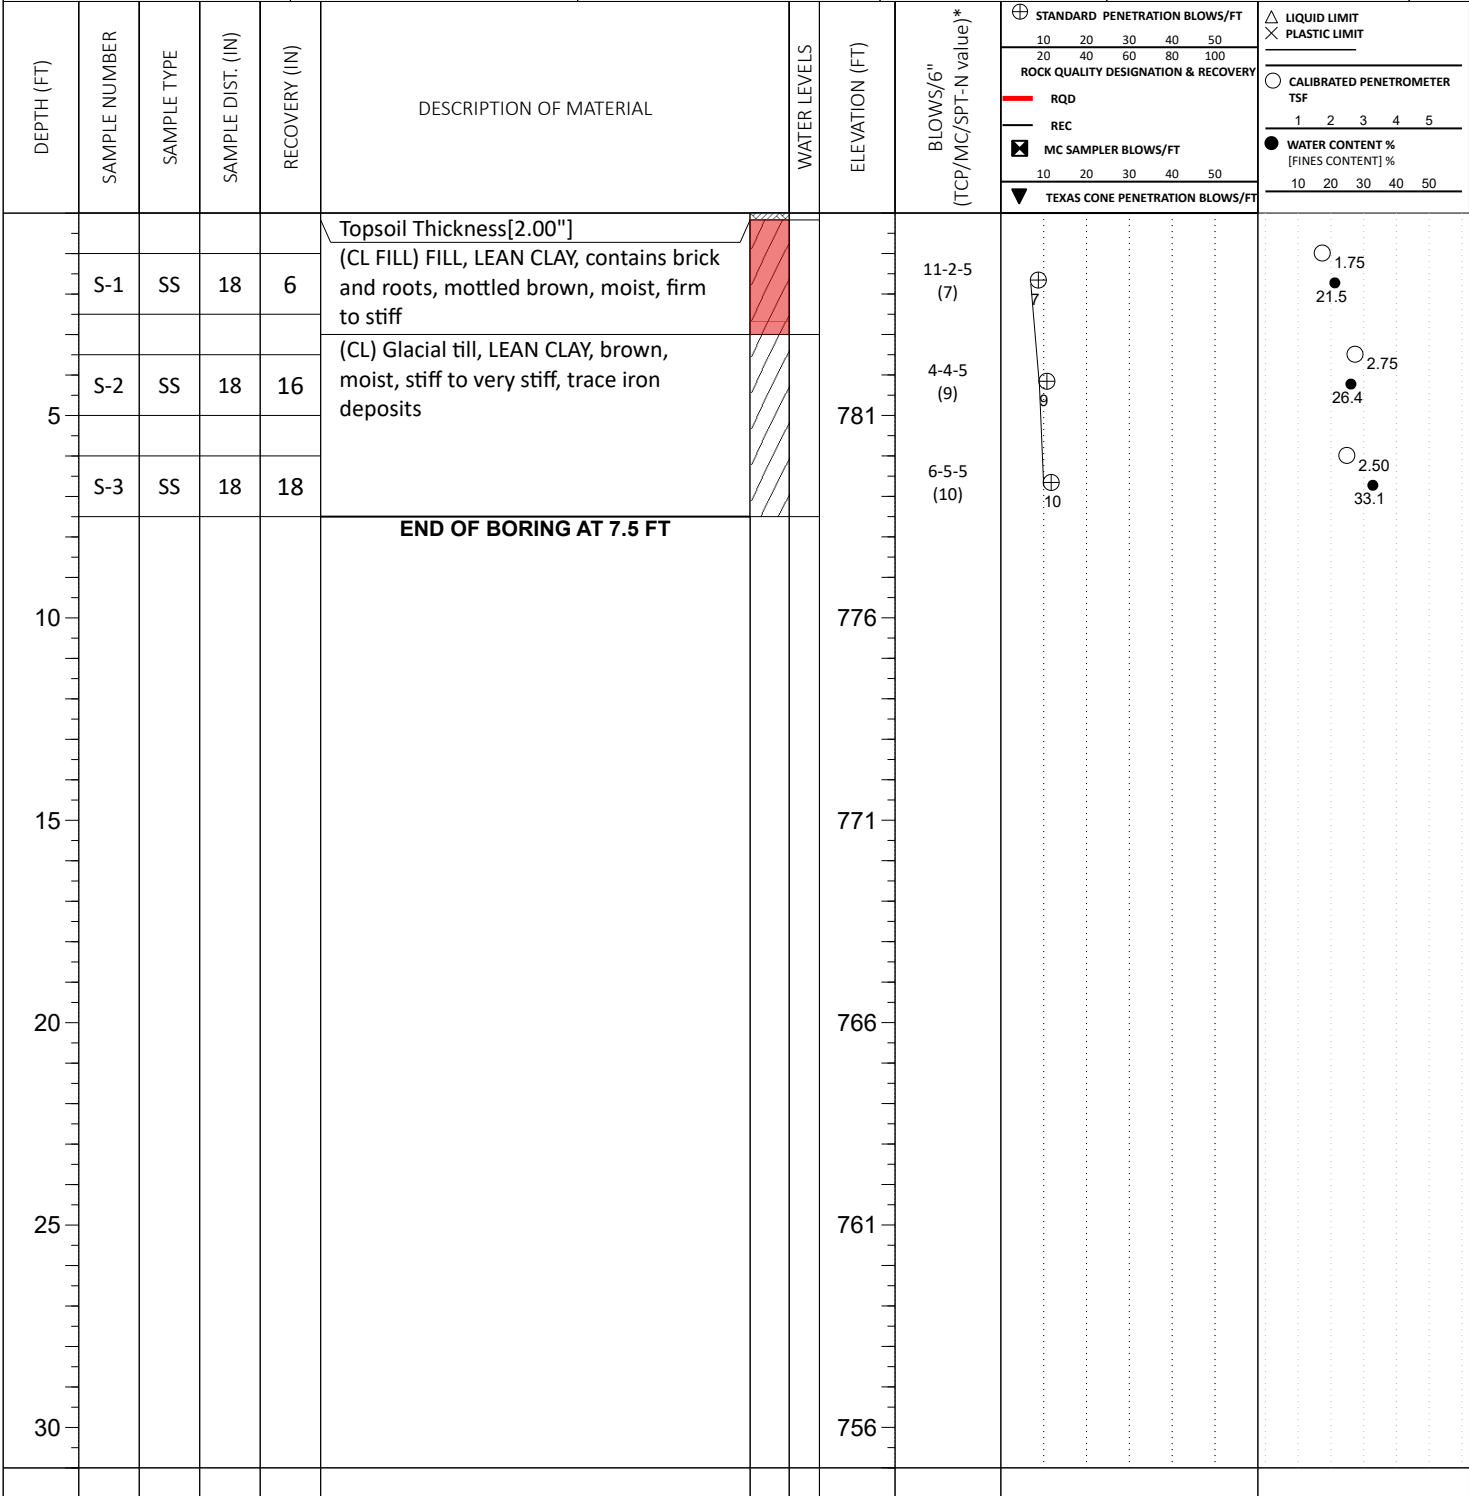 DEPTH (FT)
SAMPLE NUMBER
SAMPLE TYPE
SAMPLE DIST. (IN)
RECOVERY (IN)
DESCRIPTION OF MATERIAL
WATER LEVELS
ELEVATION (FT)
BLOWS/6"
(TCP/MC/SPT-N value)*
STANDARD PENETRATION BLOWS/FT
10 20 30 40 50
20 40 60 80 100
ROCK QUALITY DESIGNATION & RECOVERY
RQD
REC
MC SAMPLER BLOWS/FT
10 20 30 40 50
TEXAS CONE PENETRATION BLOWS/FT
LIQUID LIMIT
PLASTIC LIMIT
CALIBRATED PENETROMETER
TSF
1 2 3 4 5
WATER CONTENT %
[FINES CONTENT] %
10 20 30 40 50
Topsoil Thickness[2.00"]
(CL FILL) FILL, LEAN CLAY, contains brick
and roots, mottled brown, moist, firm
to stiff
S-1 SS 18 6
11-2-5
(7)
7
1.75
21.5
(CL) Glacial till, LEAN CLAY, brown,
moist, stiff to very stiff, trace iron
deposits
S-2 SS 18 16
4-4-5
(9)
9
2.75
26.4
5
781
S-3 SS 18 18
6-5-5
(10)
10
2.50
33.1
END OF BORING AT 7.5 FT
10
776
15
771
20
766
25
761
30
756